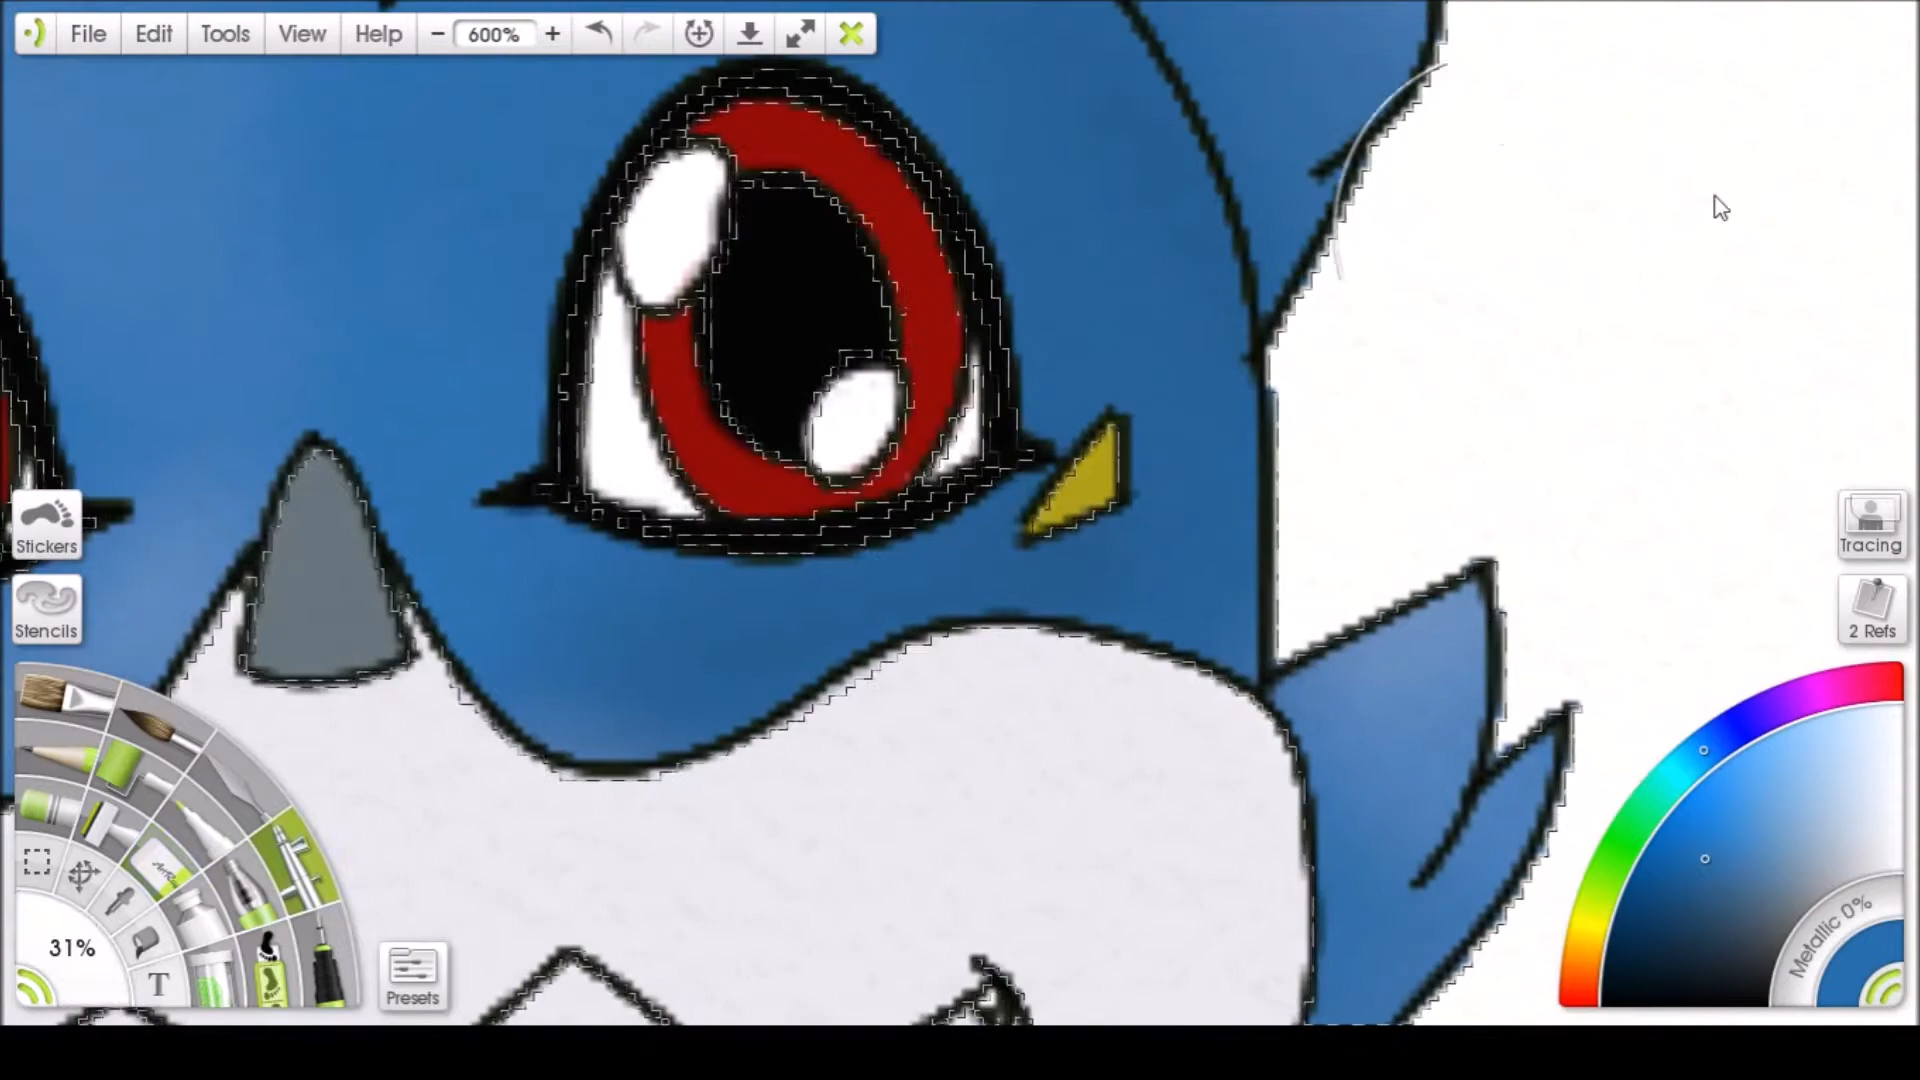 File Edit Tools View Help − 600% +
Stickers
Stencils
Tracing
2 Refs
Metallic 0%
31%
T
Presets